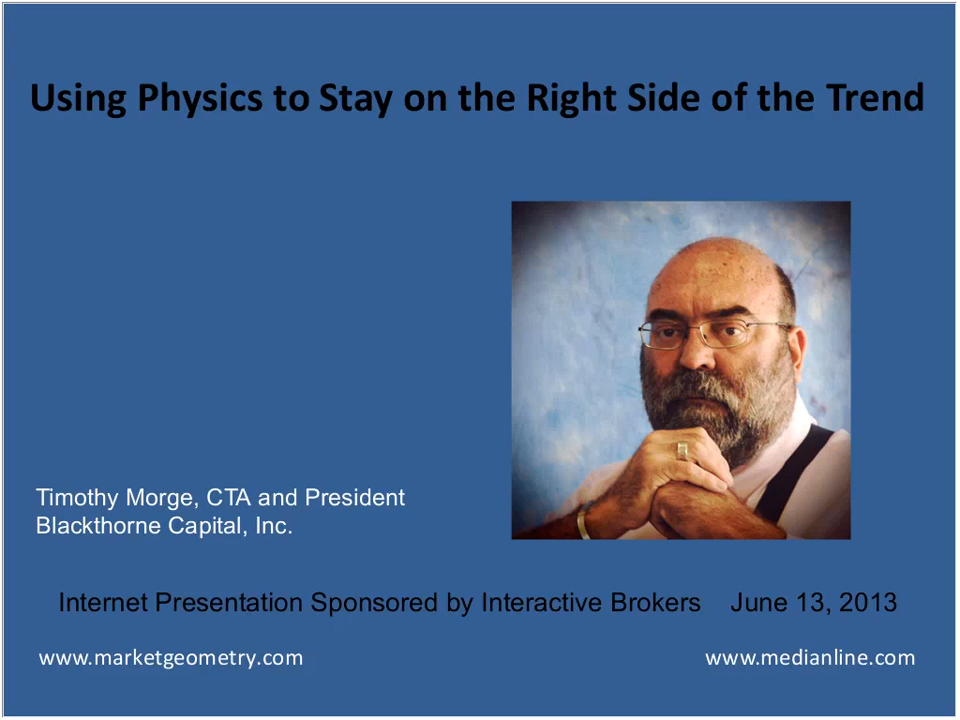 Using Physics to Stay on the Right Side of the Trend
Timothy Morge, CTA and President
Blackthorne Capital, Inc.
Internet Presentation Sponsored by Interactive Brokers June 13, 2013
www.marketgeometry.com
www.medianline.com